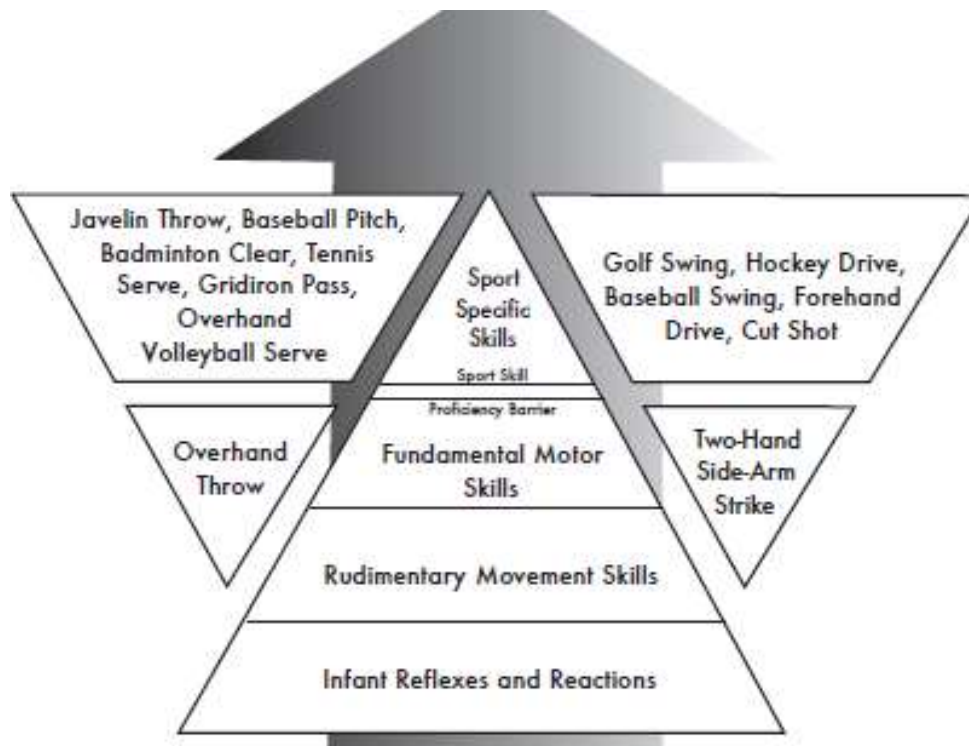 Javelin Throw, Baseball Pitch,
Badminton Clear, Tennis
Serve, Gridiron Pass,
Overhand
Volleyball Serve
Sport
Specific
Skills
Sport Skill
Golf Swing, Hockey Drive,
Baseball Swing, Forehand
Drive, Cut Shot
Overhand
Throw
Proficiency Barrier
Fundamental Motor
Skills
Two-Hand
Side-Arm
Strike
Rudimentary Movement Skills
Infant Reflexes and Reactions